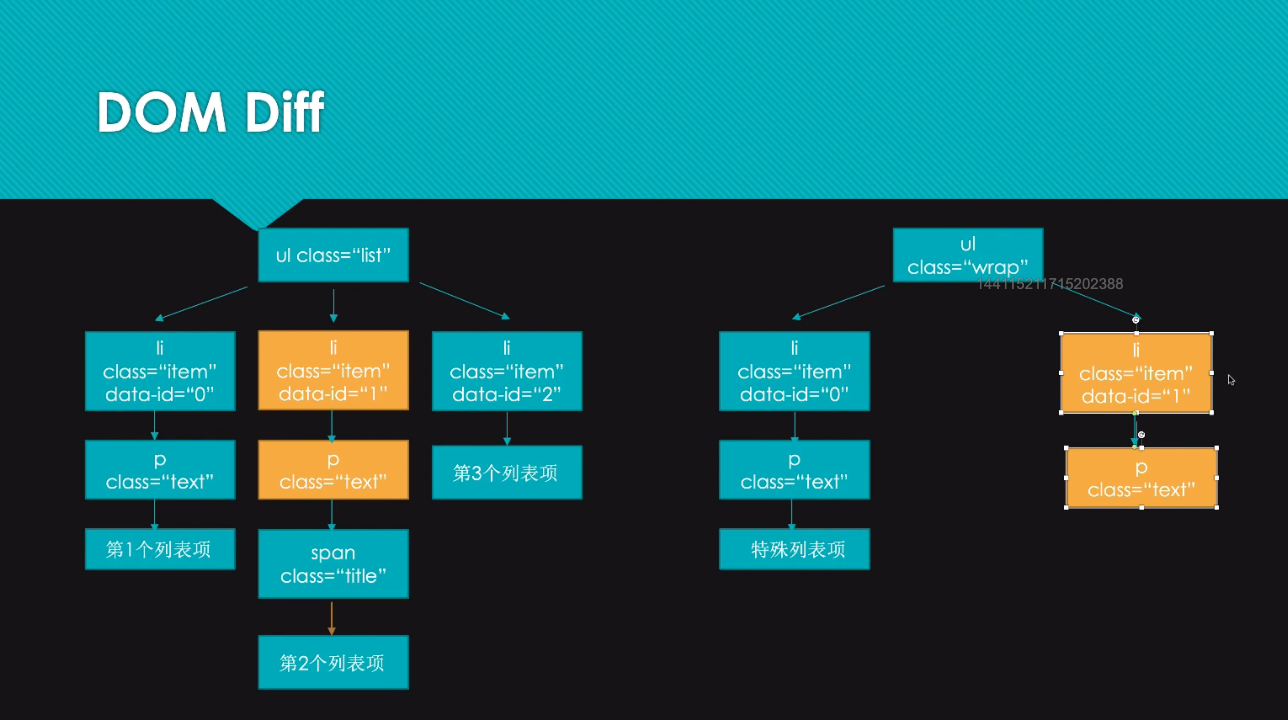 DOM Diff
ul class=“list”
ul
class=“wrap”
144115211715202388
li
class=“item”
data-id=“0”
li
class=“item”
data-id=“1”
li
class=“item”
data-id=“2”
li
class=“item”
data-id=“0”
li
class=“item”
data-id=“1”
p
class=“text”
p
class=“text”
第3个列表项
p
class=“text”
p
class=“text”
第1个列表项
span
class=“title”
特殊列表项
第2个列表项